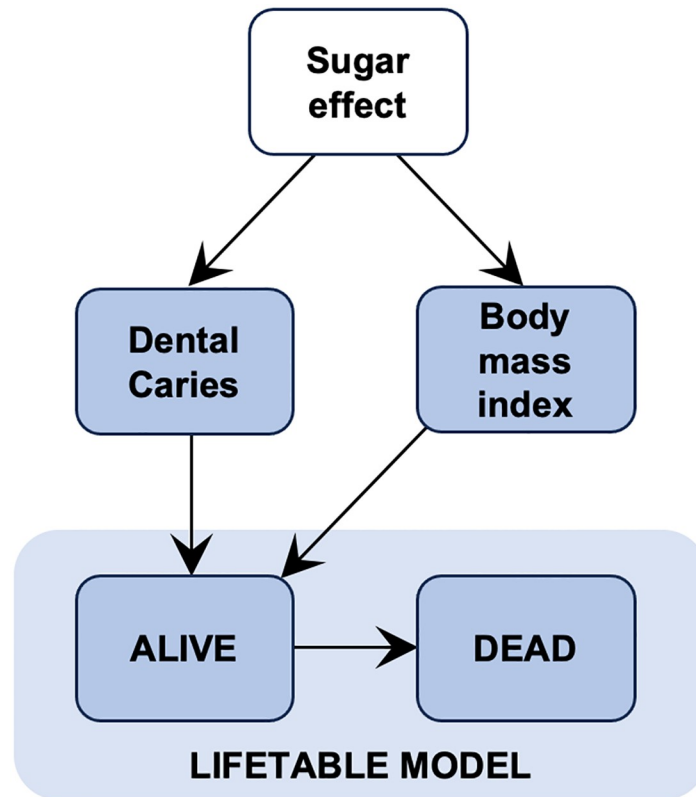 Sugar
effect
Dental
Caries
Body
mass
index
ALIVE
DEAD
LIFETABLE MODEL